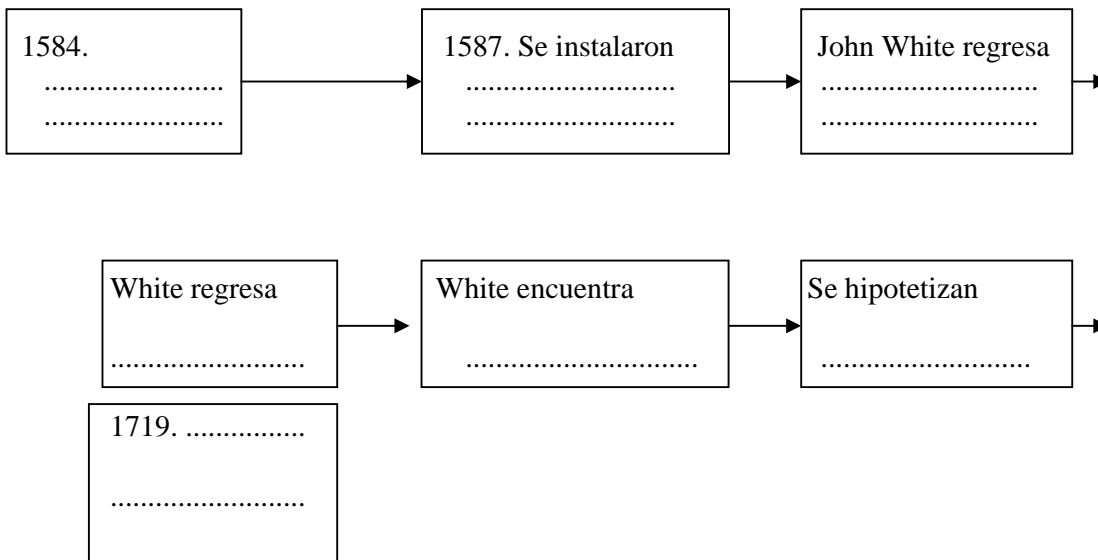 1584.
........................
........................
1587. Se instalaron
............................
............................
John White regresa
.............................
.............................
White regresa
..........................
White encuentra
...............................
Se hipotetizan
............................
1719. ................
..........................